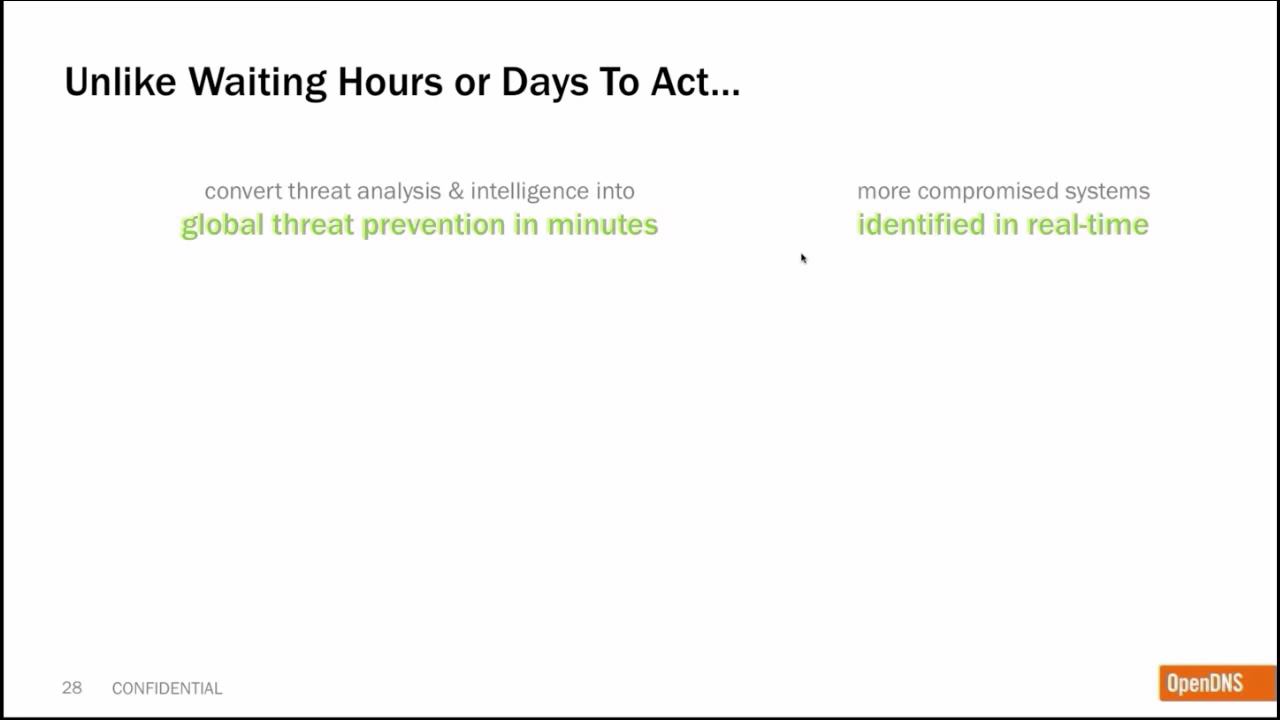 Unlike Waiting Hours or Days To Act...
convert threat analysis & intelligence into
global threat prevention in minutes
more compromised systems
identified in real-time
28 CONFIDENTIAL
OpenDNS